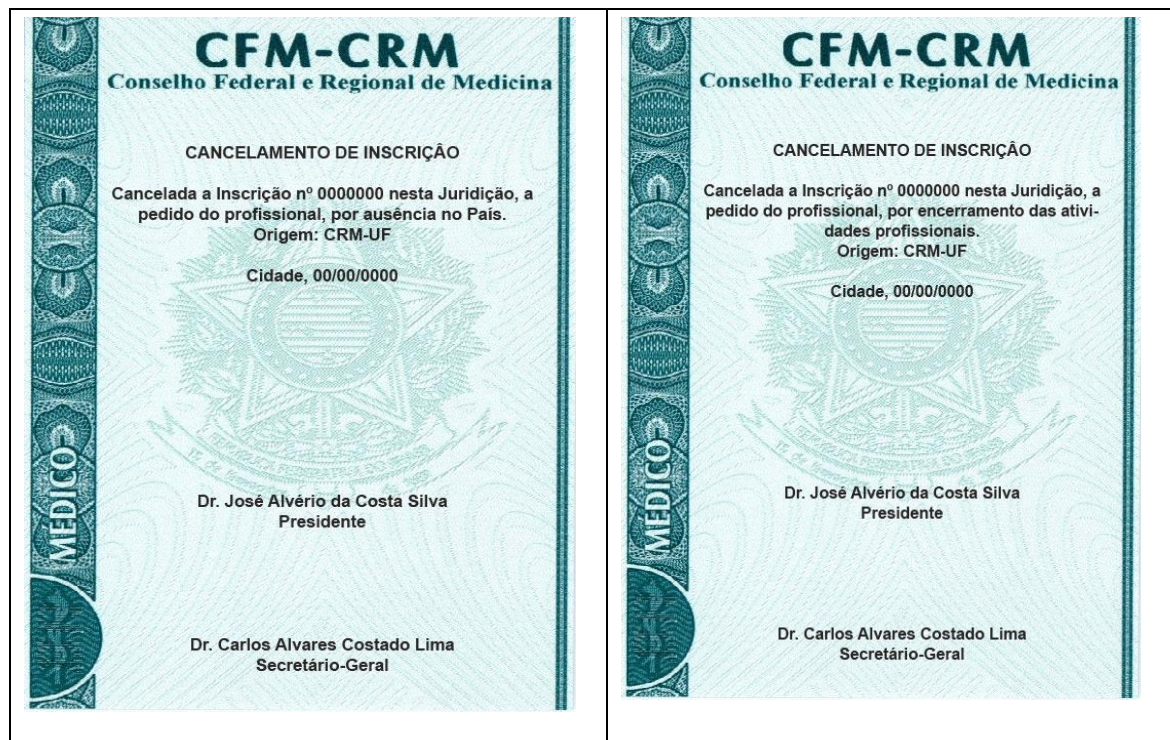 CFM-CRM
Conselho Federal e Regional de Medicina
CANCELAMENTO DE INSCRIÇÂO
Cancelada a Inscrição nº 0000000 nesta Juridição, a
pedido do profissional, por ausência no País.
Origem: CRM-UF
Cidade, 00/00/0000
MÉDICO
Dr. José Alvério da Costa Silva
Presidente
Dr. Carlos Alvares Costado Lima
Secretário-Geral
CFM-CRM
Conselho Federal e Regional de Medicina
CANCELAMENTO DE INSCRIÇÂO
Cancelada a Inscrição nº 0000000 nesta Juridição, a
pedido do profissional, por encerramento das ativi-
dades profissionais.
Origem: CRM-UF
Cidade, 00/00/0000
MÉDICO
Dr. José Alvério da Costa Silva
Presidente
Dr. Carlos Alvares Costado Lima
Secretário-Geral